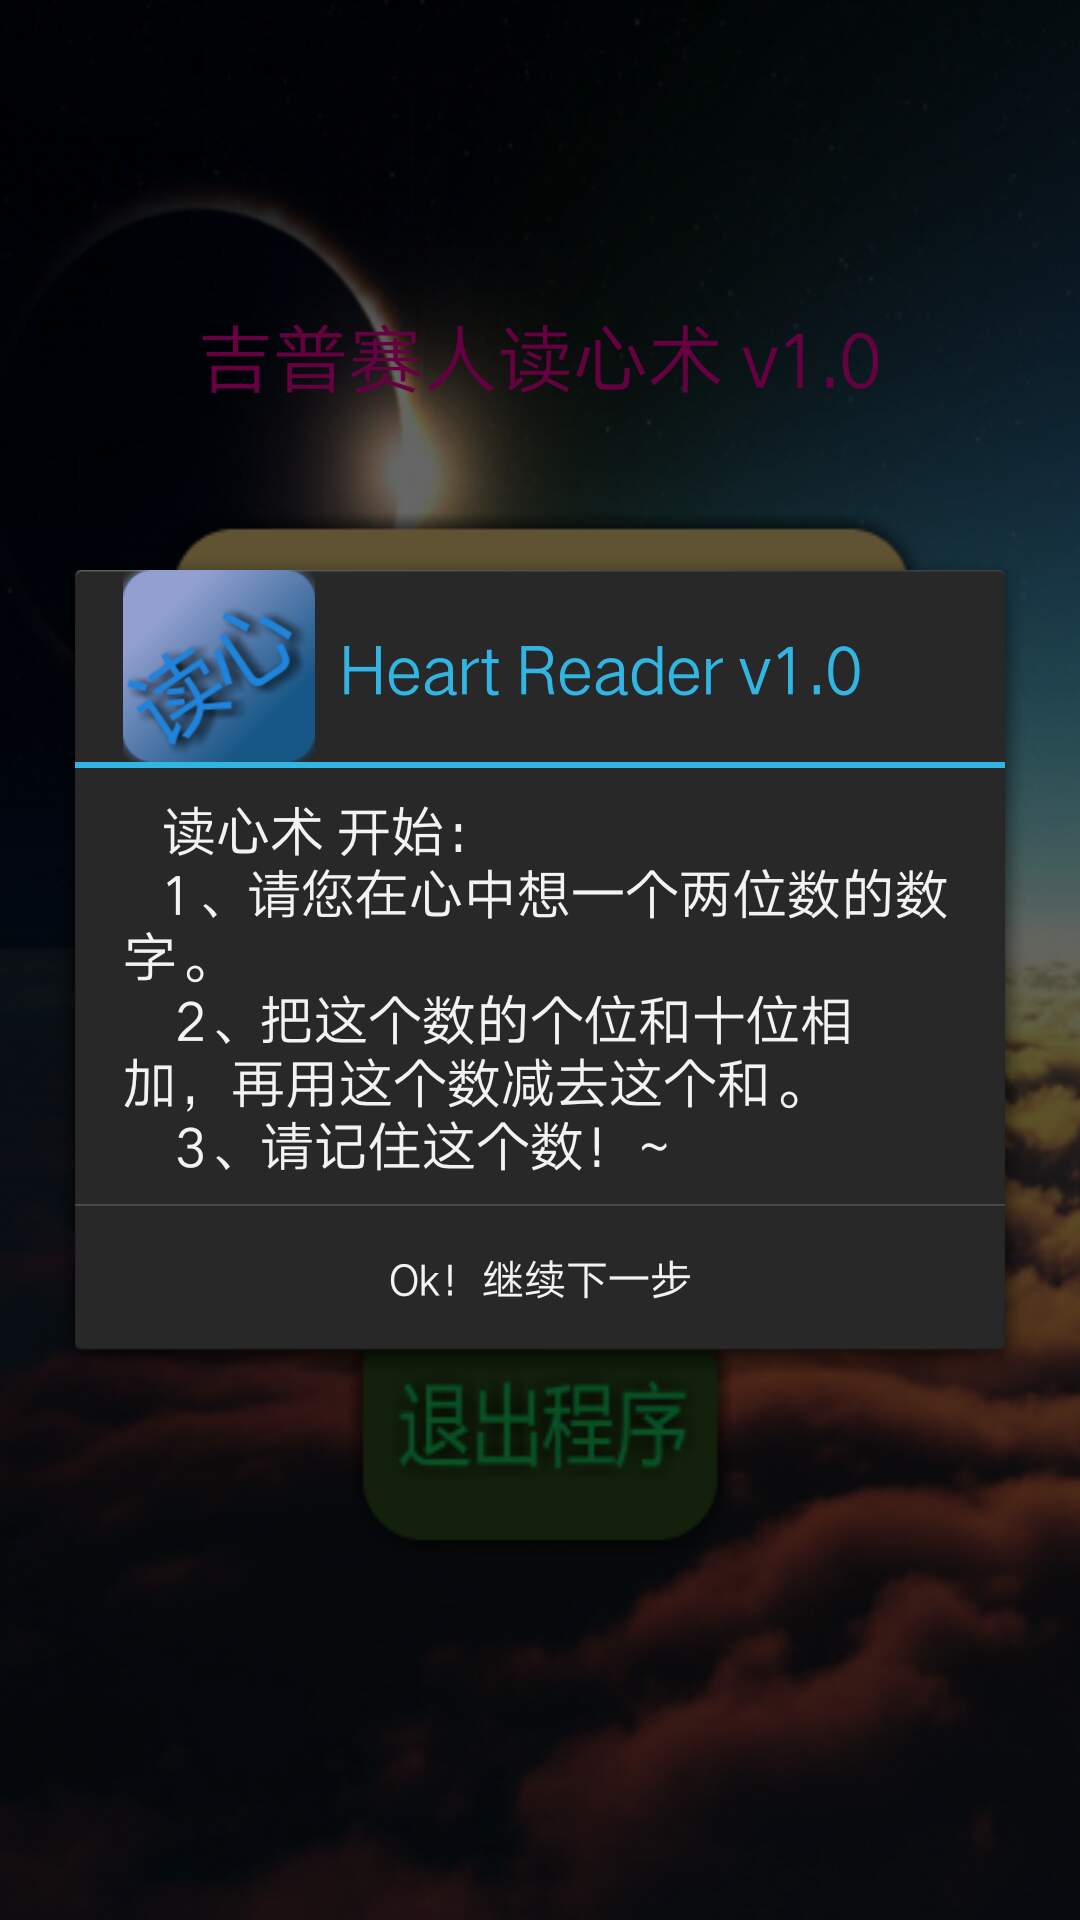 吉普赛人读心术 v1.0
读心
Heart Reader v1.0
读心术 开始：
1、请您在心中想一个两位数的数
字。
2、把这个数的个位和十位相
加，再用这个数减去这个和。
3、请记住这个数！~
Ok！继续下一步
退出程序